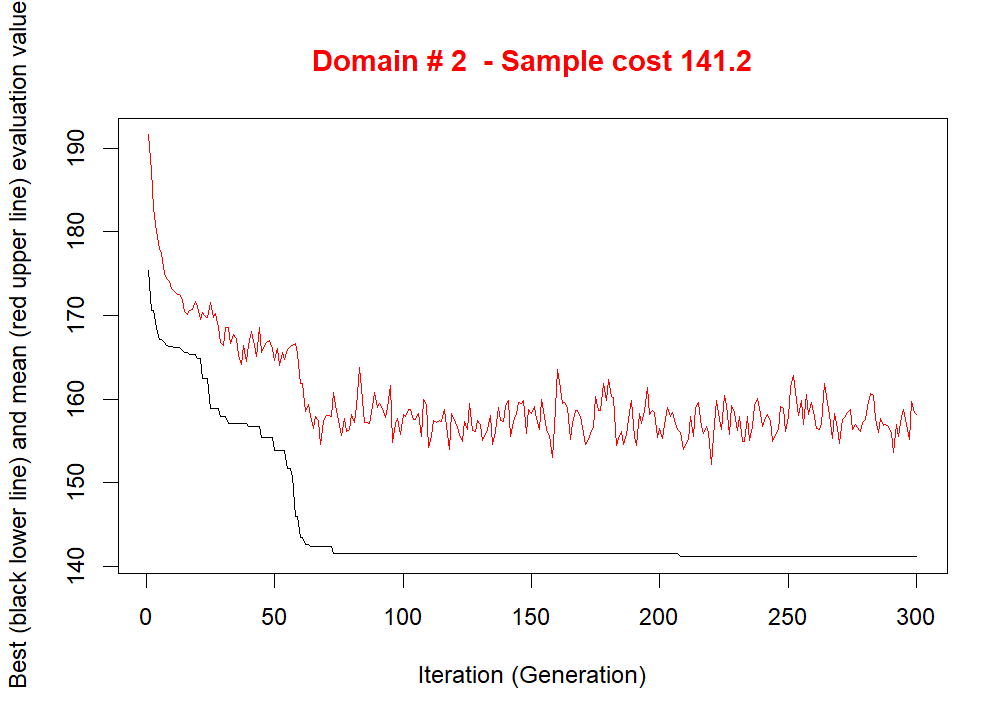 Domain # 2  - Sample cost 141.2
Best (black lower line) and mean (red upper line) evaluation value
190
180
170
160
150
140
0 50 100 150 200 250 300
Iteration (Generation)